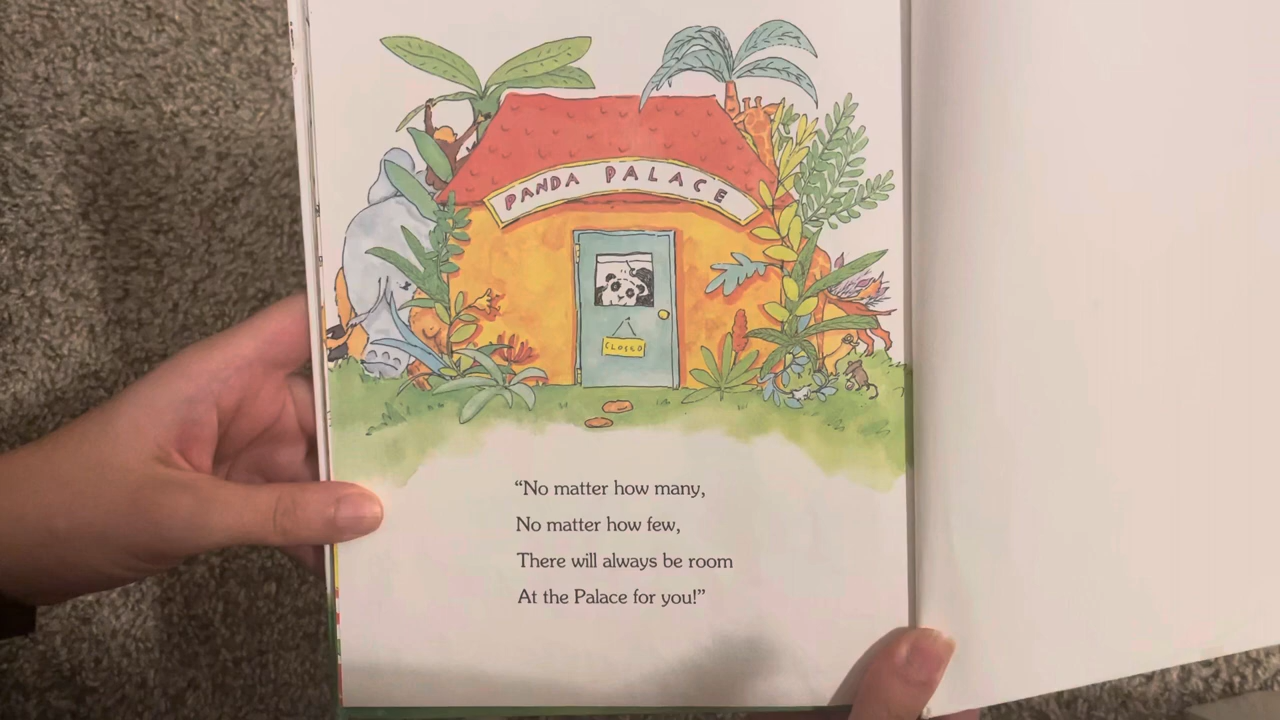 PANDA PALACE
CLOSED
“No matter how many,
No matter how few,
There will always be room
At the Palace for you!”